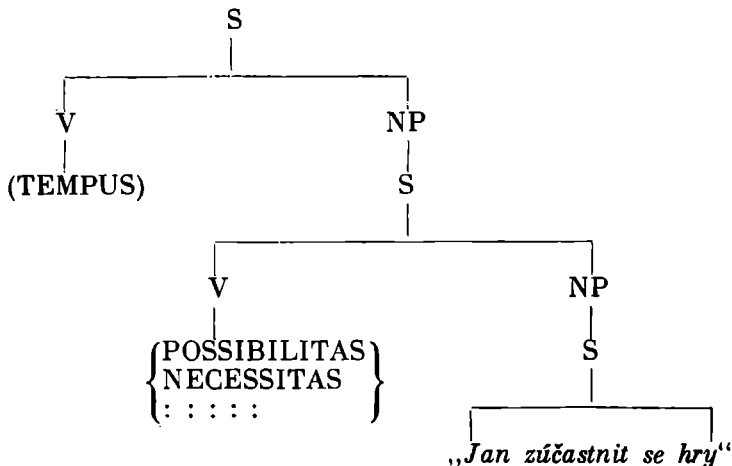 S
V NP
(TEMPUS) S
V NP
{POSSIBILITAS} S
{NECESSITAS}
{: : : : :}
„Jan zúčastnit se hry“